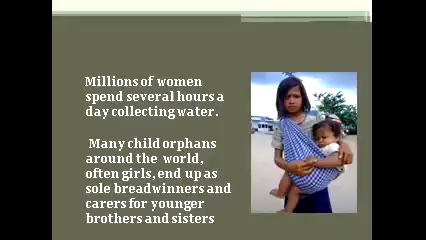 Millions of women
spend several hours a
day collecting water.
Many child orphans
around the world,
often girls, end up as
sole breadwinners and
carers for younger
brothers and sisters